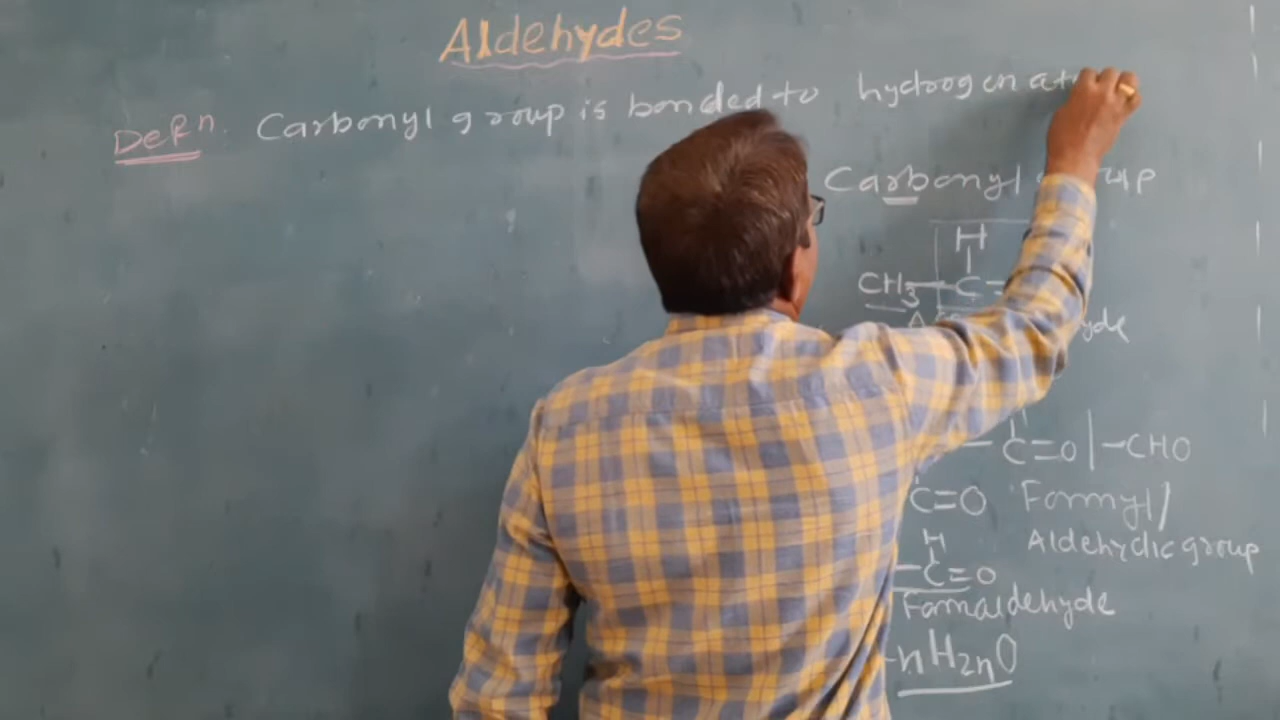 Aldehydes
Defn. Carbonyl group is bonded to hydrogen at
Carbonyl
H
CH3-C=
-C=O|-CHO
C=O Formyl/
Aldehydic group
H
-C=O
Formaldehyde
nH2nO